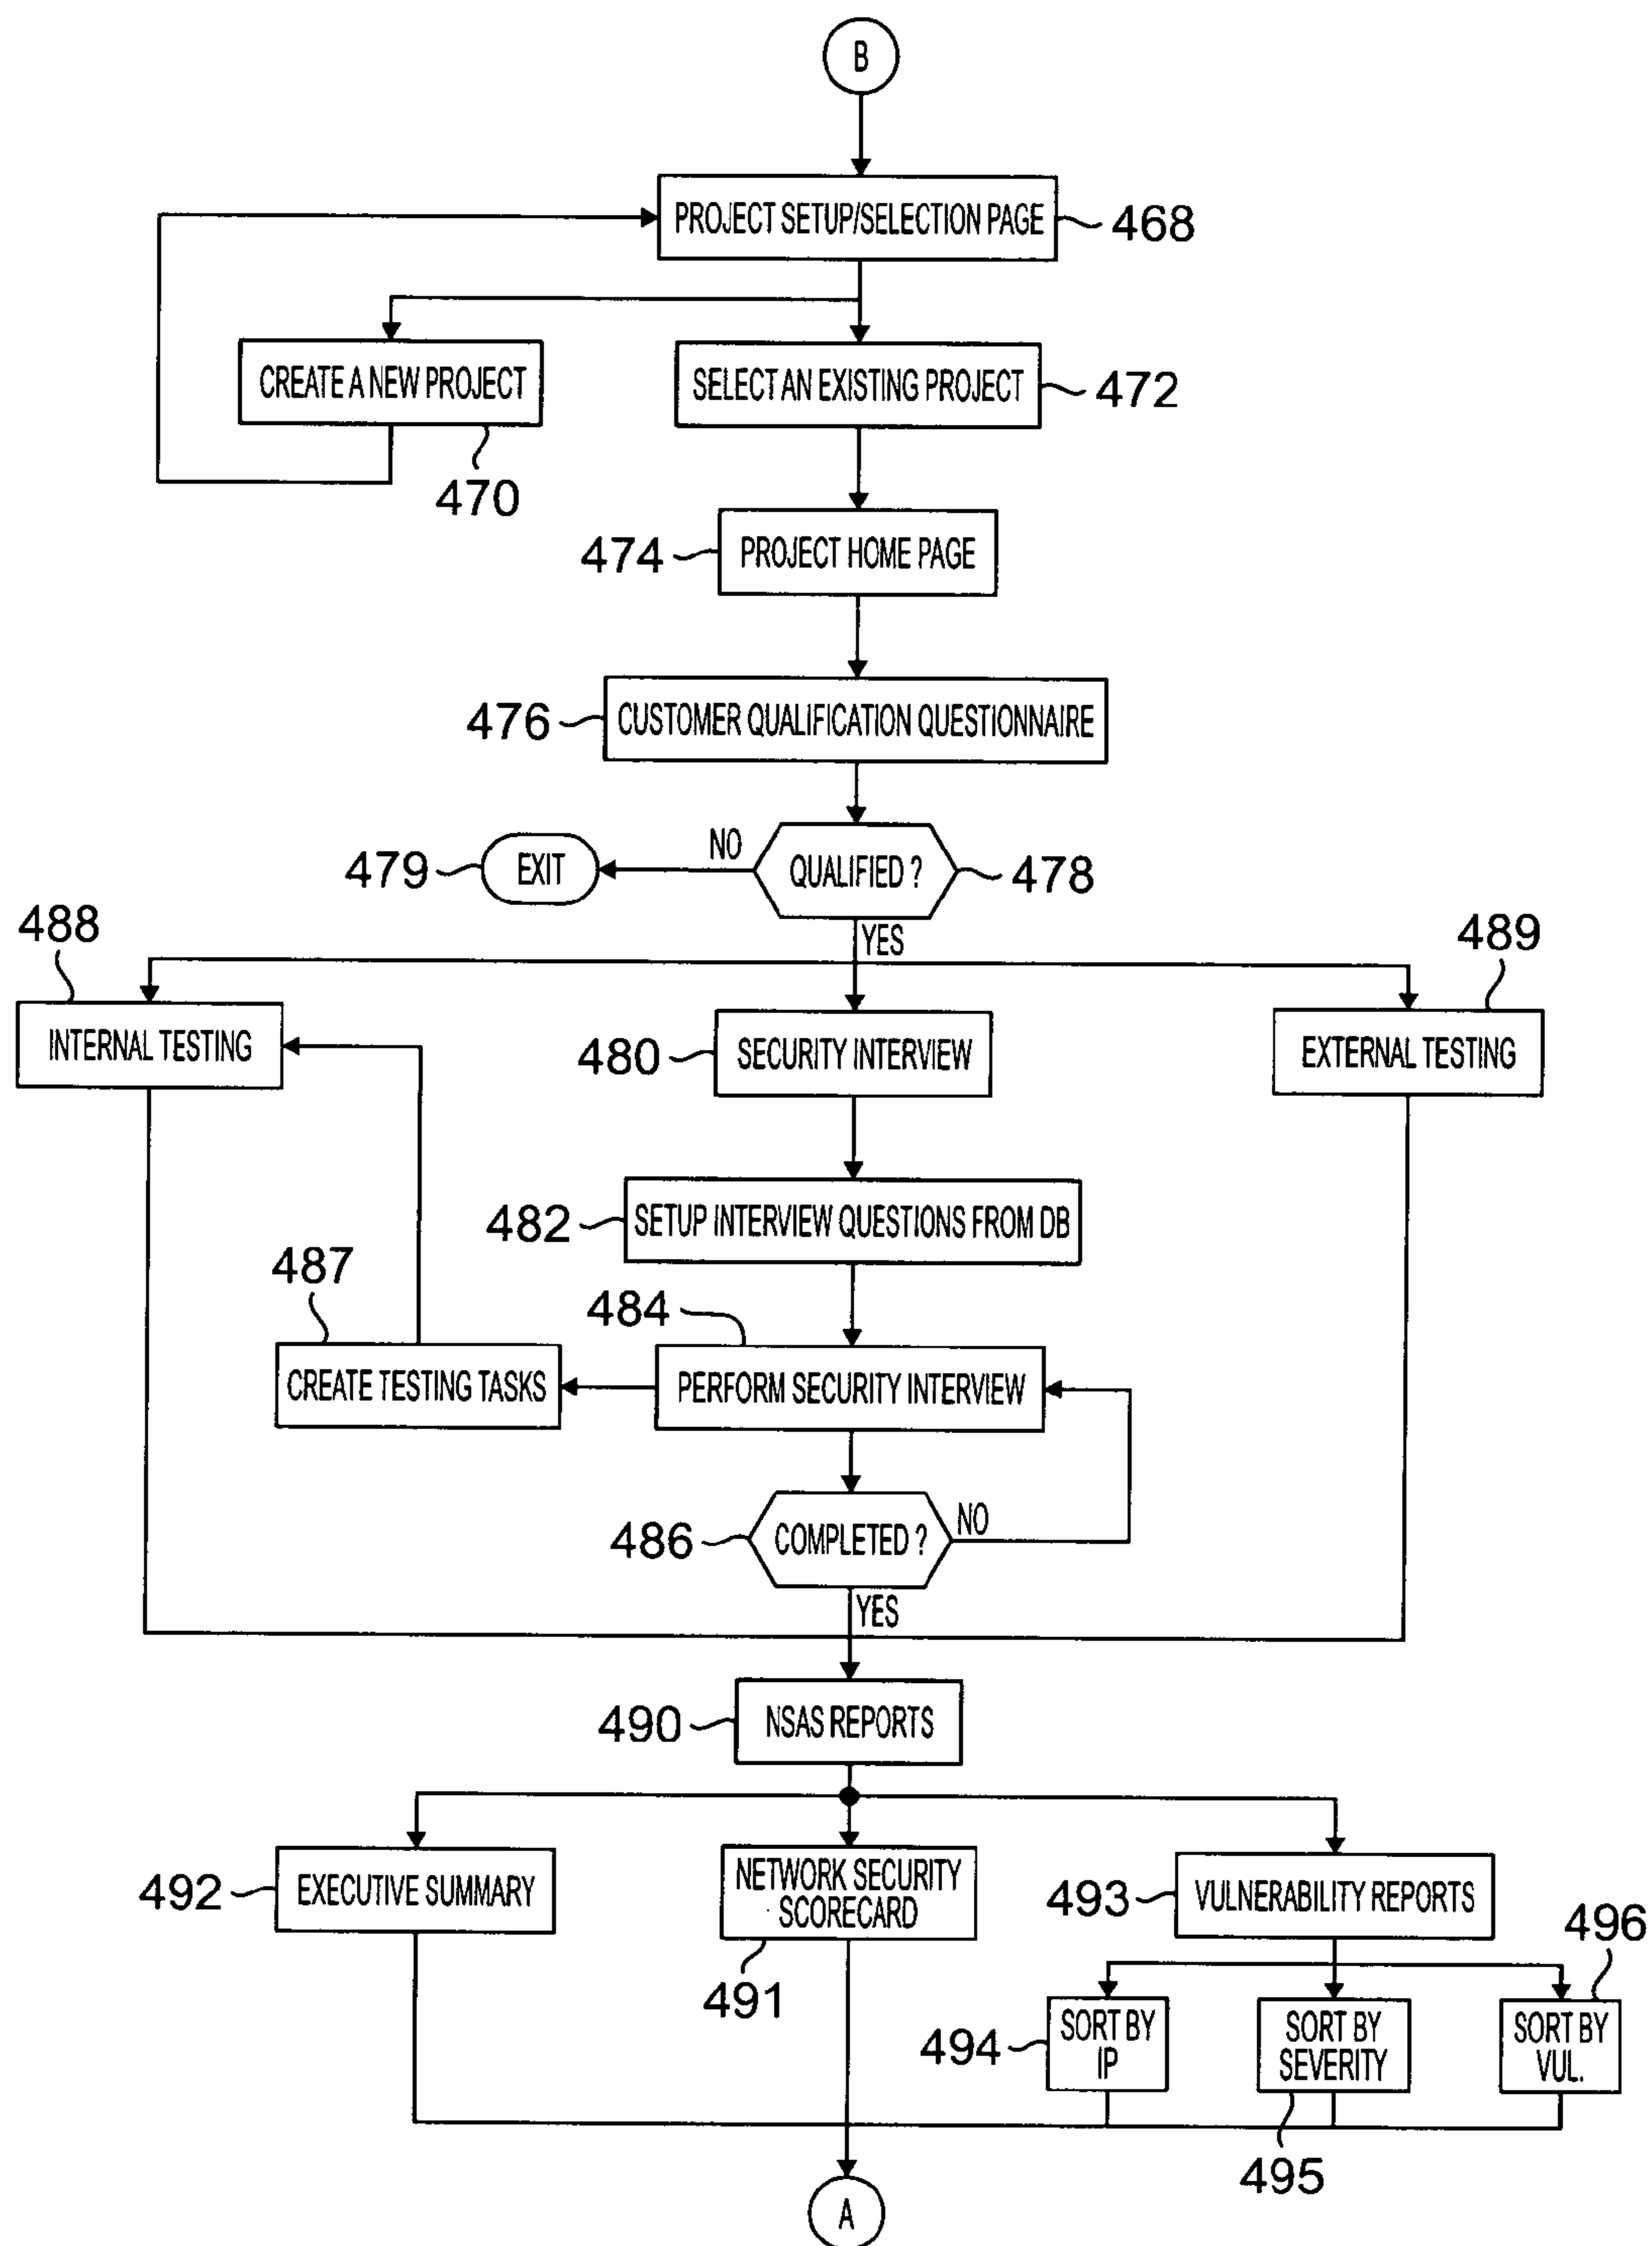 B
PROJECT SETUP/SELECTION PAGE
468
CREATE A NEW PROJECT
470
SELECT AN EXISTING PROJECT
472
474
PROJECT HOME PAGE
476
CUSTOMER QUALIFICATION QUESTIONNAIRE
479
EXIT
NO
QUALIFIED ?
478
YES
488
489
INTERNAL TESTING
480
SECURITY INTERVIEW
EXTERNAL TESTING
482
SETUP INTERVIEW QUESTIONS FROM DB
487
484
CREATE TESTING TASKS
PERFORM SECURITY INTERVIEW
486
COMPLETED ?
NO
YES
490
NSAS REPORTS
492
EXECUTIVE SUMMARY
NETWORK SECURITY
SCORECARD
491
493
VULNERABILITY REPORTS
496
494
SORT BY
IP
SORT BY
SEVERITY
495
SORT BY
VUL.
A